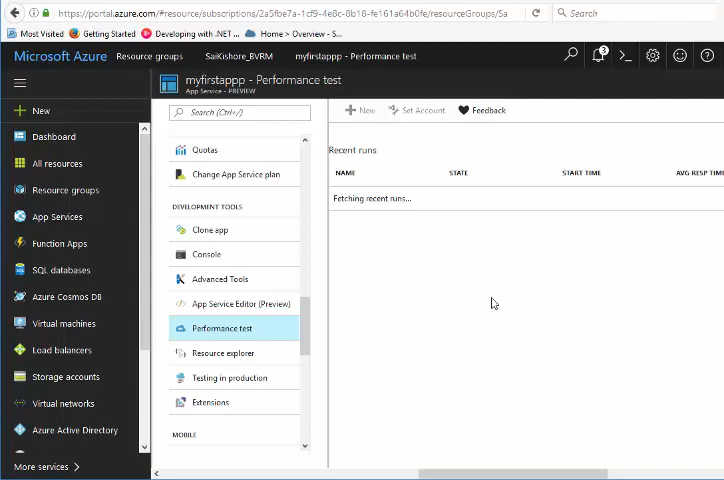 https://portal.azure.com/#resource/subscriptions/2a5fbe7a-1cf9-4e8c-8b18-fe161a64b0fe/resourceGroups/Sa
Search
Most Visited
Getting Started
Developing with .NET ...
Home > Overview - S...
Microsoft Azure
Resource groups
SaiKishore_BVRM
myfirstappp - Performance test
3
myfirstappp - Performance test
App Service - PREVIEW
New
Dashboard
All resources
Resource groups
App Services
Function Apps
SQL databases
Azure Cosmos DB
Virtual machines
Load balancers
Storage accounts
Virtual networks
Azure Active Directory
More services
Search (Ctrl+/)
Quotas
Change App Service plan
DEVELOPMENT TOOLS
Clone app
Console
Advanced Tools
App Service Editor (Preview)
Performance test
Resource explorer
Testing in production
Extensions
MOBILE
New
Set Account
Feedback
Recent runs
NAME
STATE
START TIME
AVG RESP TIME
Fetching recent runs...